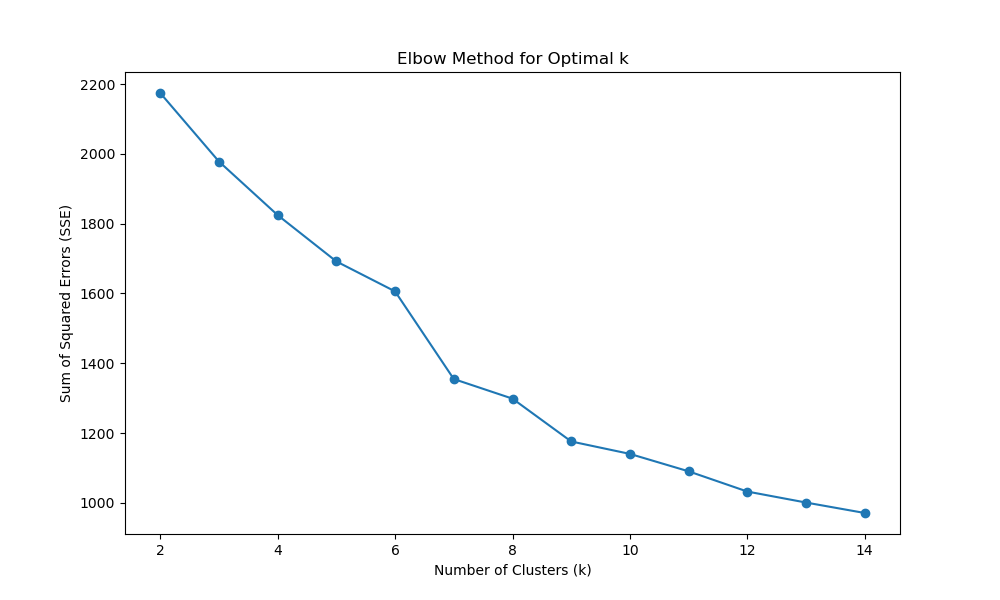 Elbow Method for Optimal k
Sum of Squared Errors (SSE)
2200
2000
1800
1600
1400
1200
1000
2 4 6 8 10 12 14
Number of Clusters (k)